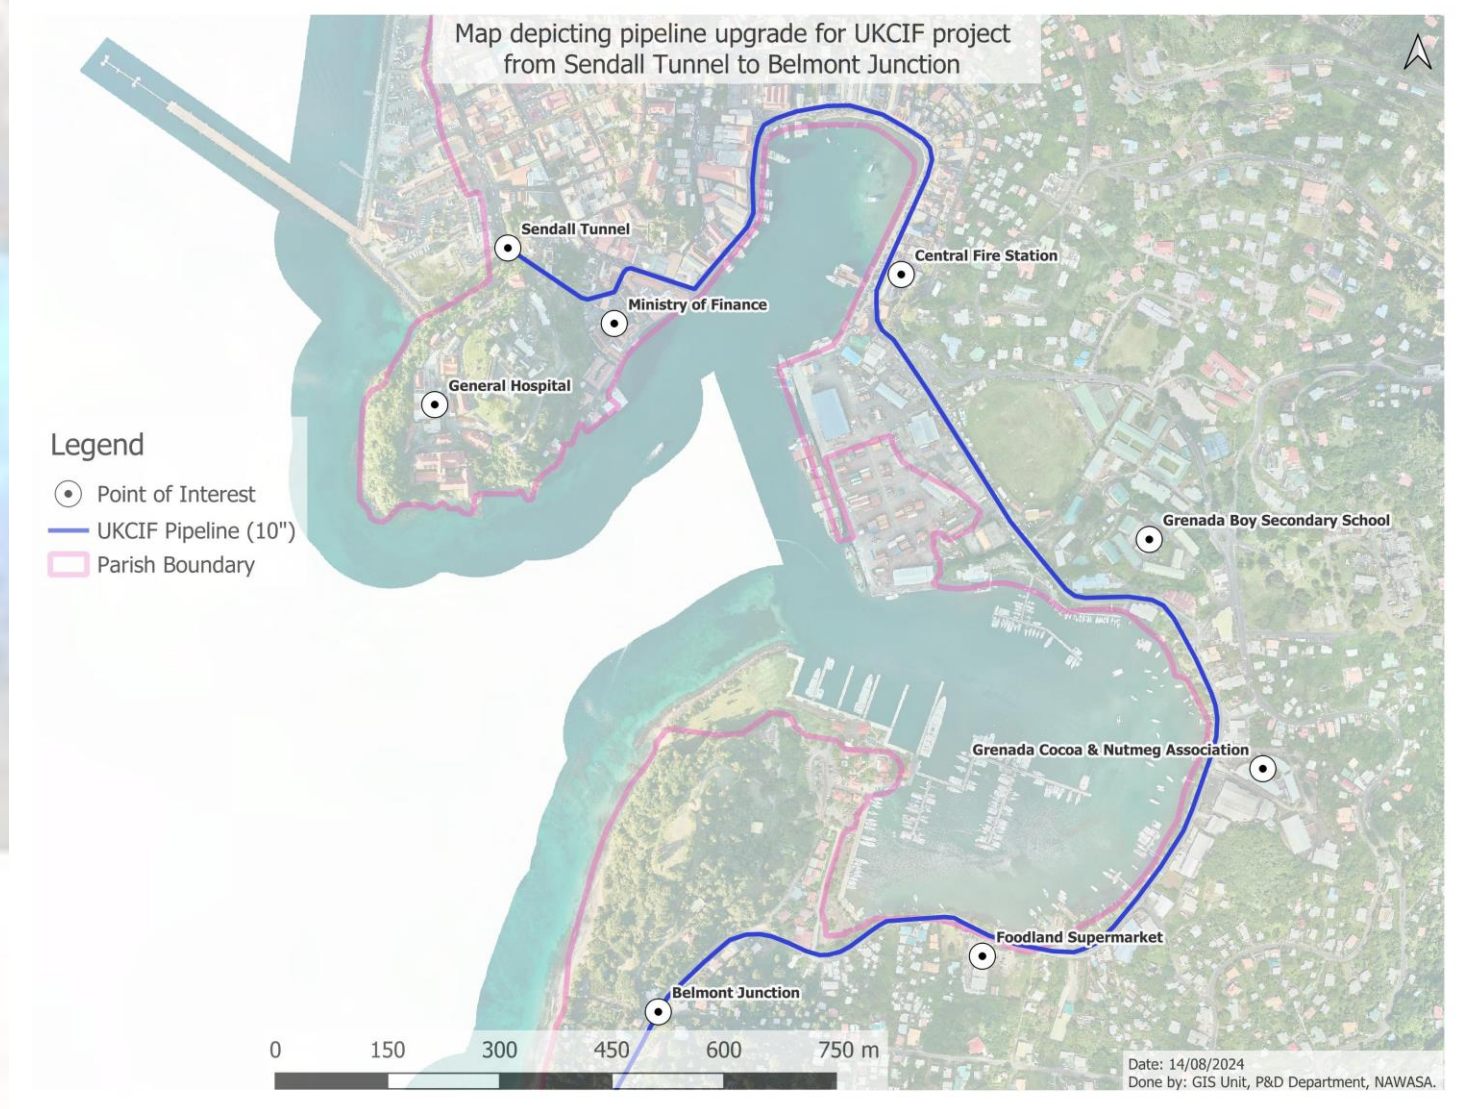 Map depicting pipeline upgrade for UKCIF project
from Sendall Tunnel to Belmont Junction
Sendall Tunnel
Central Fire Station
Ministry of Finance
General Hospital
Legend
Point of Interest
UKCIF Pipeline (10")
Parish Boundary
Grenada Boy Secondary School
Grenada Cocoa & Nutmeg Association
Foodland Supermarket
Belmont Junction
0 150 300 450 600 750 m
Date: 14/08/2024
Done by: GIS Unit, P&D Department, NAWASA.